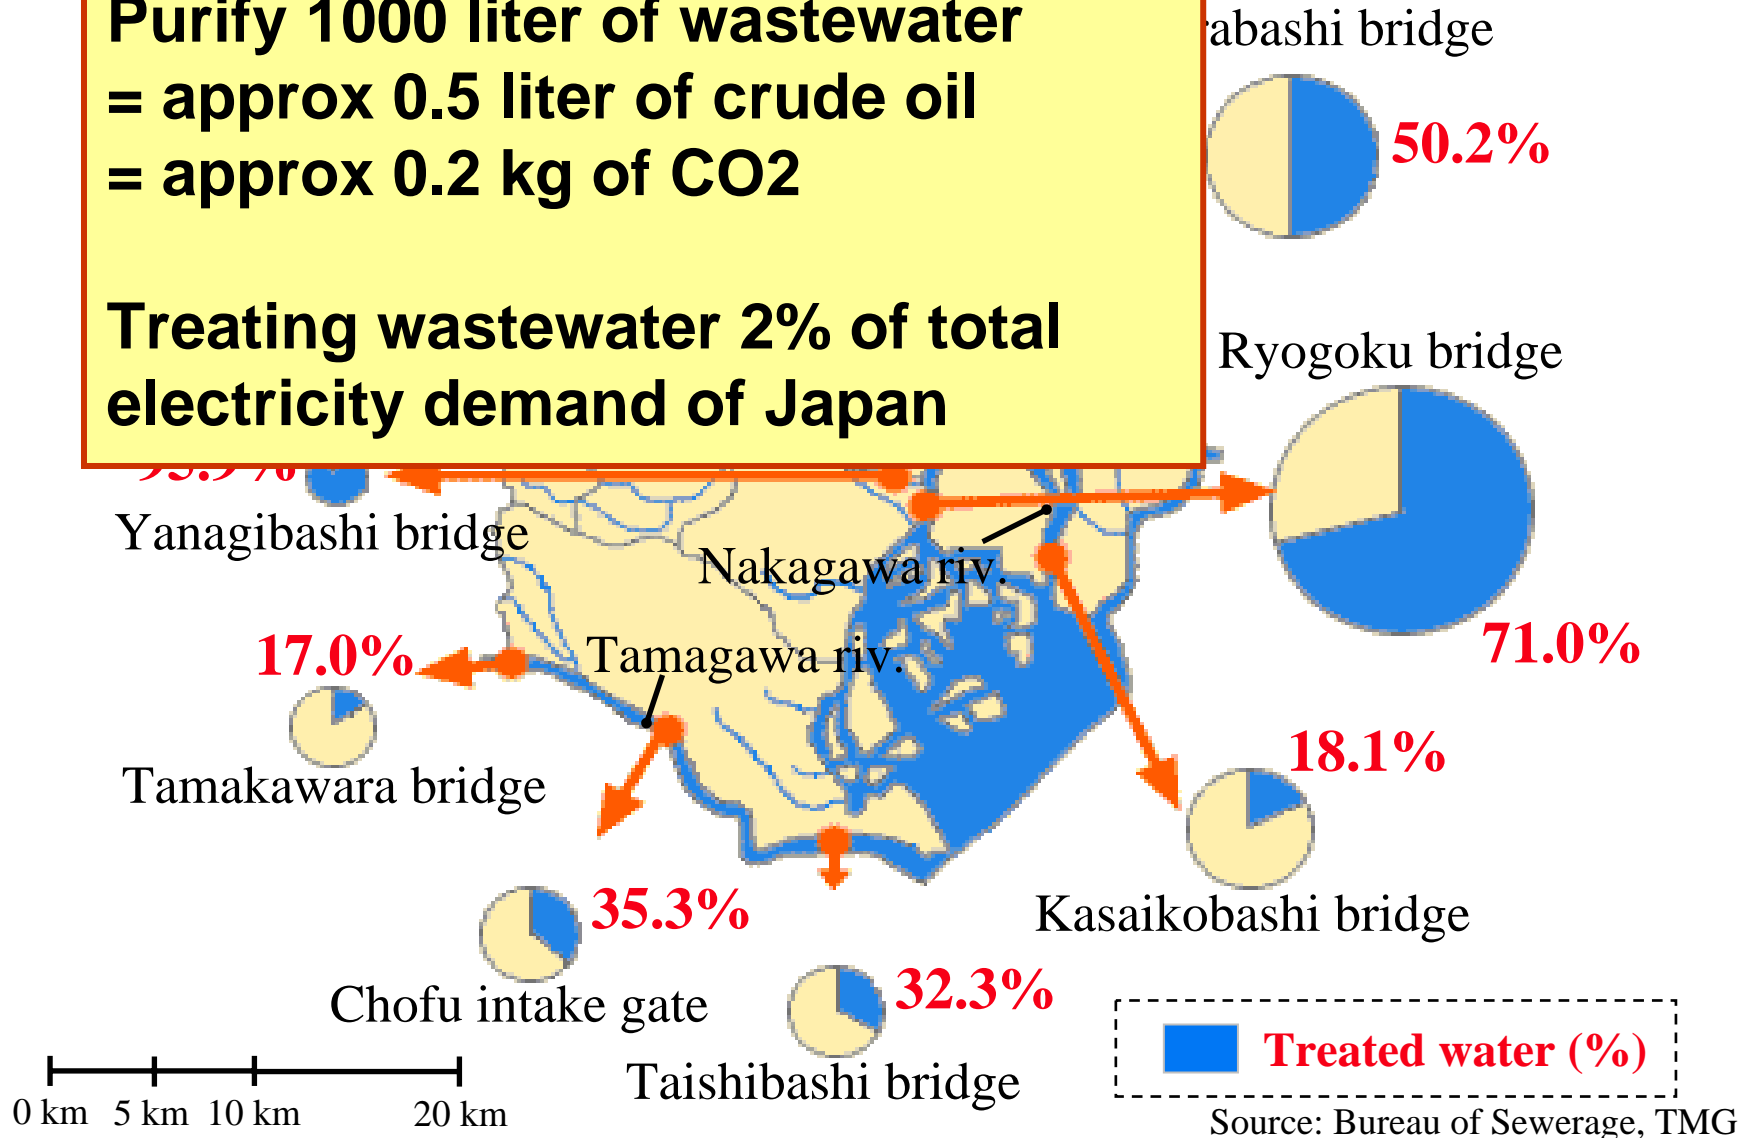 Purify 1000 liter of wastewater
= approx 0.5 liter of crude oil
= approx 0.2 kg of CO2
Treating wastewater 2% of total
electricity demand of Japan
bridge
50.2%
Ryogoku bridge
71.0%
Yanagibashi bridge
Nakagawa riv.
17.0%
Tamagawa riv.
Tamakawara bridge
18.1%
Kasaikobashi bridge
35.3%
Chofu intake gate
32.3%
Taishibashi bridge
Treated water (%)
0 km 5 km 10 km 20 km
Source: Bureau of Sewerage, TMG